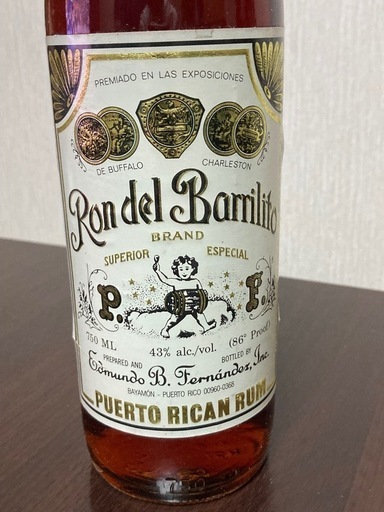 PREMIADO EN LAS EXPOSICIONES
DE BUFFALO
CHARLESTON
Ron del Barrilito
BRAND
SUPERIOR ESPECIAL
P. F.
750 ML 43% alc./vol. (86° Proof)
PREPARED AND BOTTLED BY
Edmundo B. Fernández, Inc.
BAYAMÓN - PUERTO RICO 00960-0368
PUERTO RICAN RUM